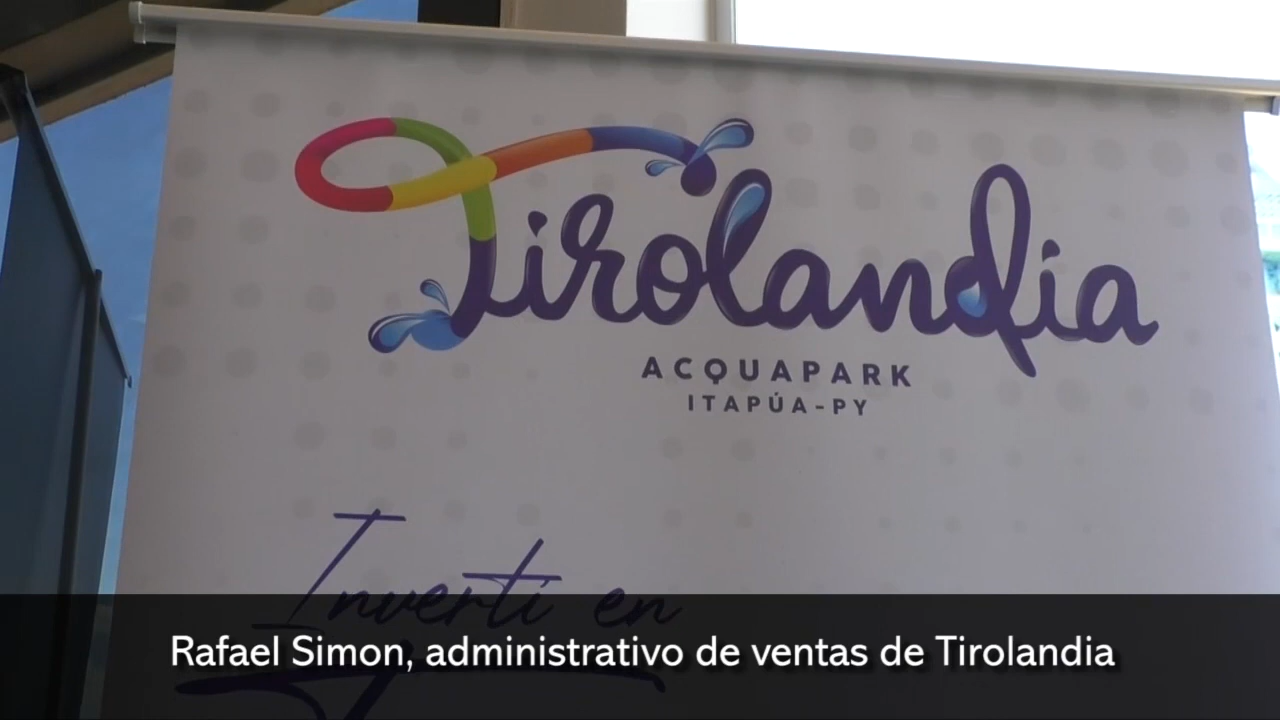 Tirolandia
ACQUAPARK
ITAPÚA-PY
Invertí en
Rafael Simon, administrativo de ventas de Tirolandia